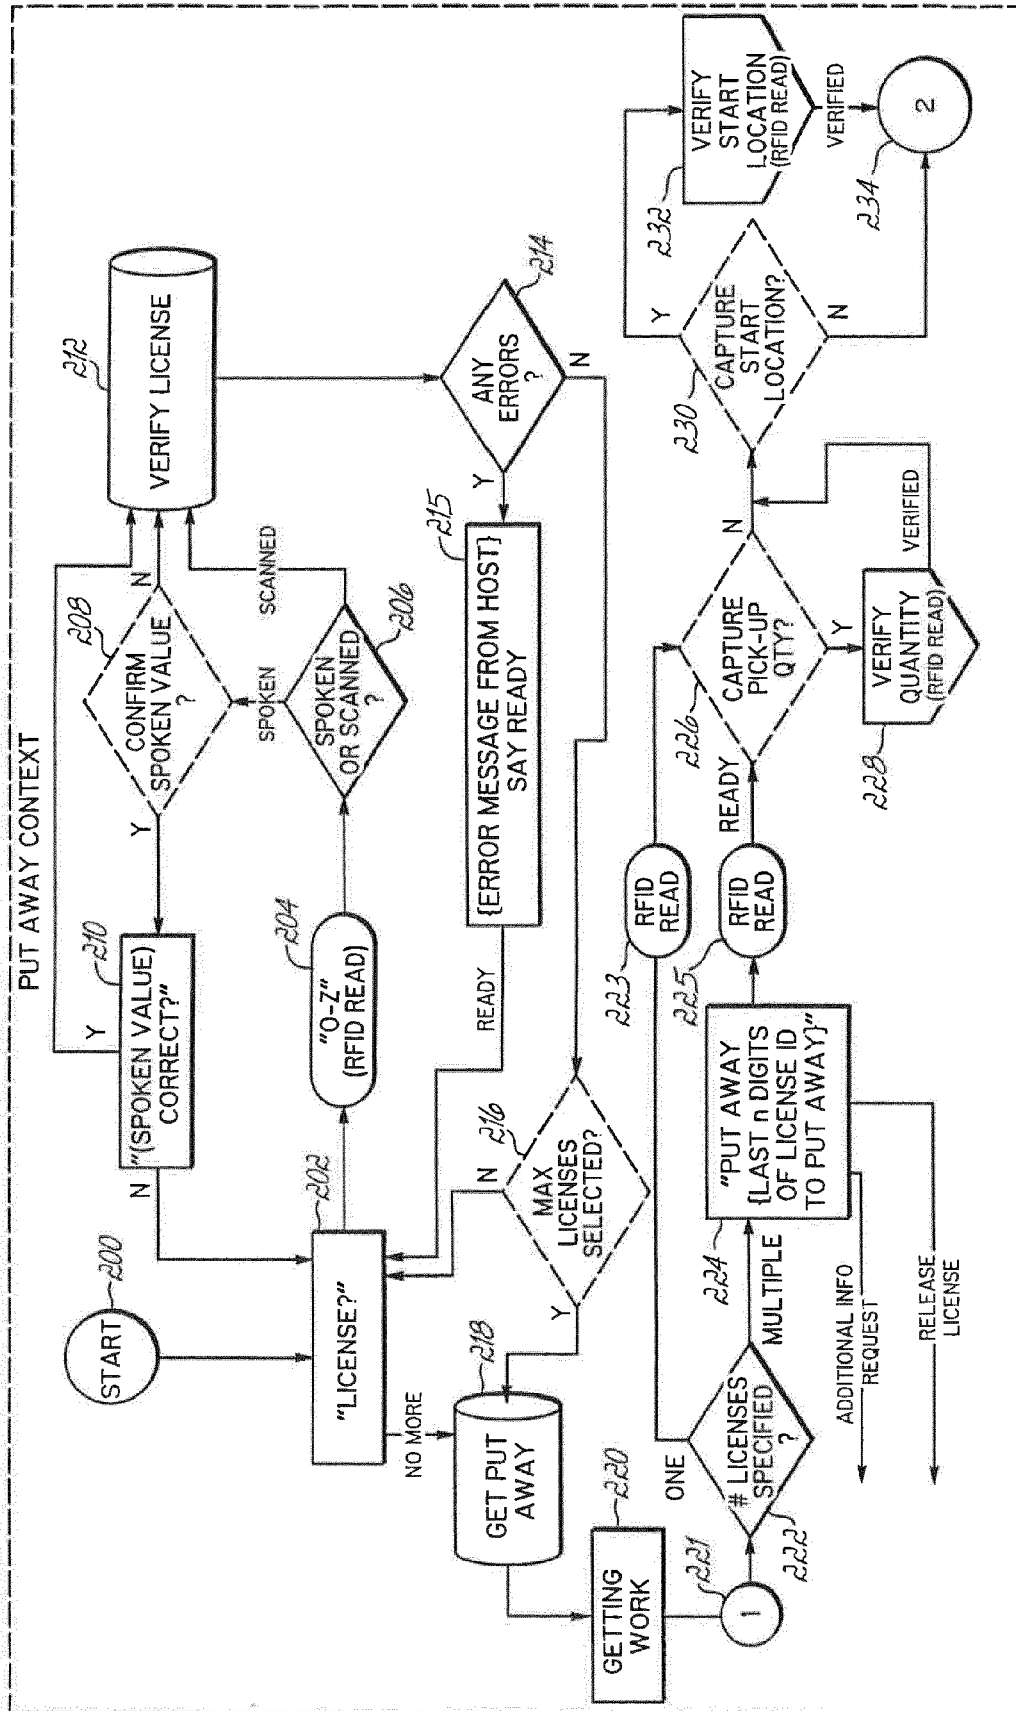 PUT AWAY CONTEXT
200
START
N
210
"(SPOKEN VALUE)
CORRECT?"
Y
Y
208
CONFIRM
SPOKEN VALUE
?
N
212
VERIFY LICENSE
202
"LICENSE?"
204
"O-Z"
(RFID READ)
SPOKEN
SPOKEN
OR SCANNED
?
206
SCANNED
NO MORE
218
GET PUT
AWAY
Y
216
MAX
LICENSES
SELECTED?
N
READY
215
{ERROR MESSAGE FROM HOST}
SAY READY
Y
ANY
ERRORS
?
214
N
220
GETTING
WORK
221
1
ONE
# LICENSES
SPECIFIED
?
222
MULTIPLE
224
"PUT AWAY
{LAST n DIGITS
OF LICENSE ID
TO PUT AWAY}"
ADDITIONAL INFO
REQUEST
RELEASE
LICENSE
223
RFID
READ
225
RFID
READ
READY
226
CAPTURE
PICK-UP
QTY?
N
Y
228
VERIFY
QUANTITY
(RFID READ)
VERIFIED
230
CAPTURE
START
LOCATION?
Y
N
232
VERIFY
START
LOCATION
(RFID READ)
VERIFIED
234
2